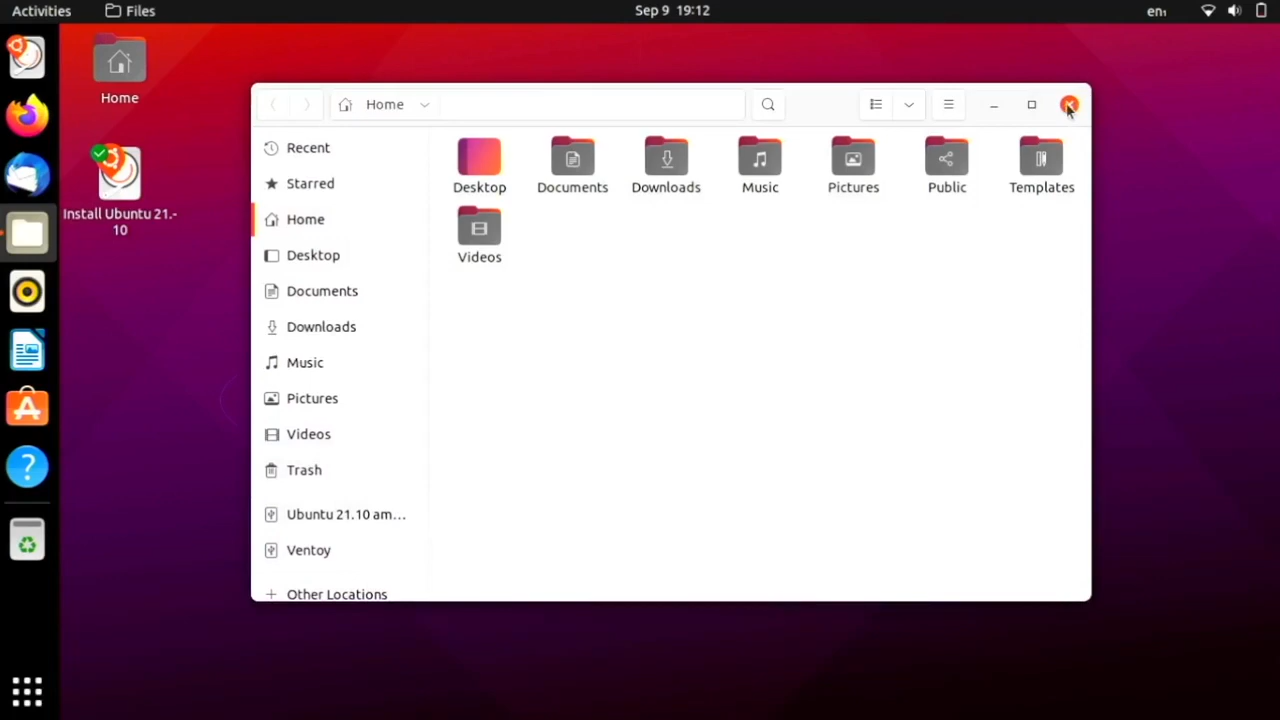 Activities Files Sep 9 19:12 en₁
Home
Install Ubuntu 21.-
10
Home
Recent
Starred
Home
Desktop
Documents
Downloads
Music
Pictures
Videos
Trash
Ubuntu 21.10 am...
Ventoy
Other Locations
Desktop Documents Downloads Music Pictures Public Templates
Videos